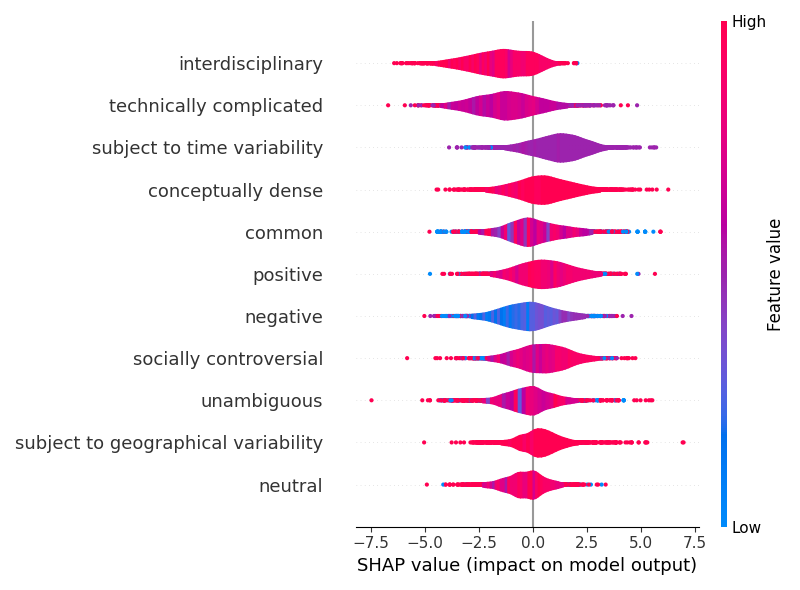 High
interdisciplinary
technically complicated
subject to time variability
conceptually dense
common
positive
negative
socially controversial
unambiguous
subject to geographical variability
neutral
Feature value
Low
−7.5 −5.0 −2.5 0.0 2.5 5.0 7.5
SHAP value (impact on model output)